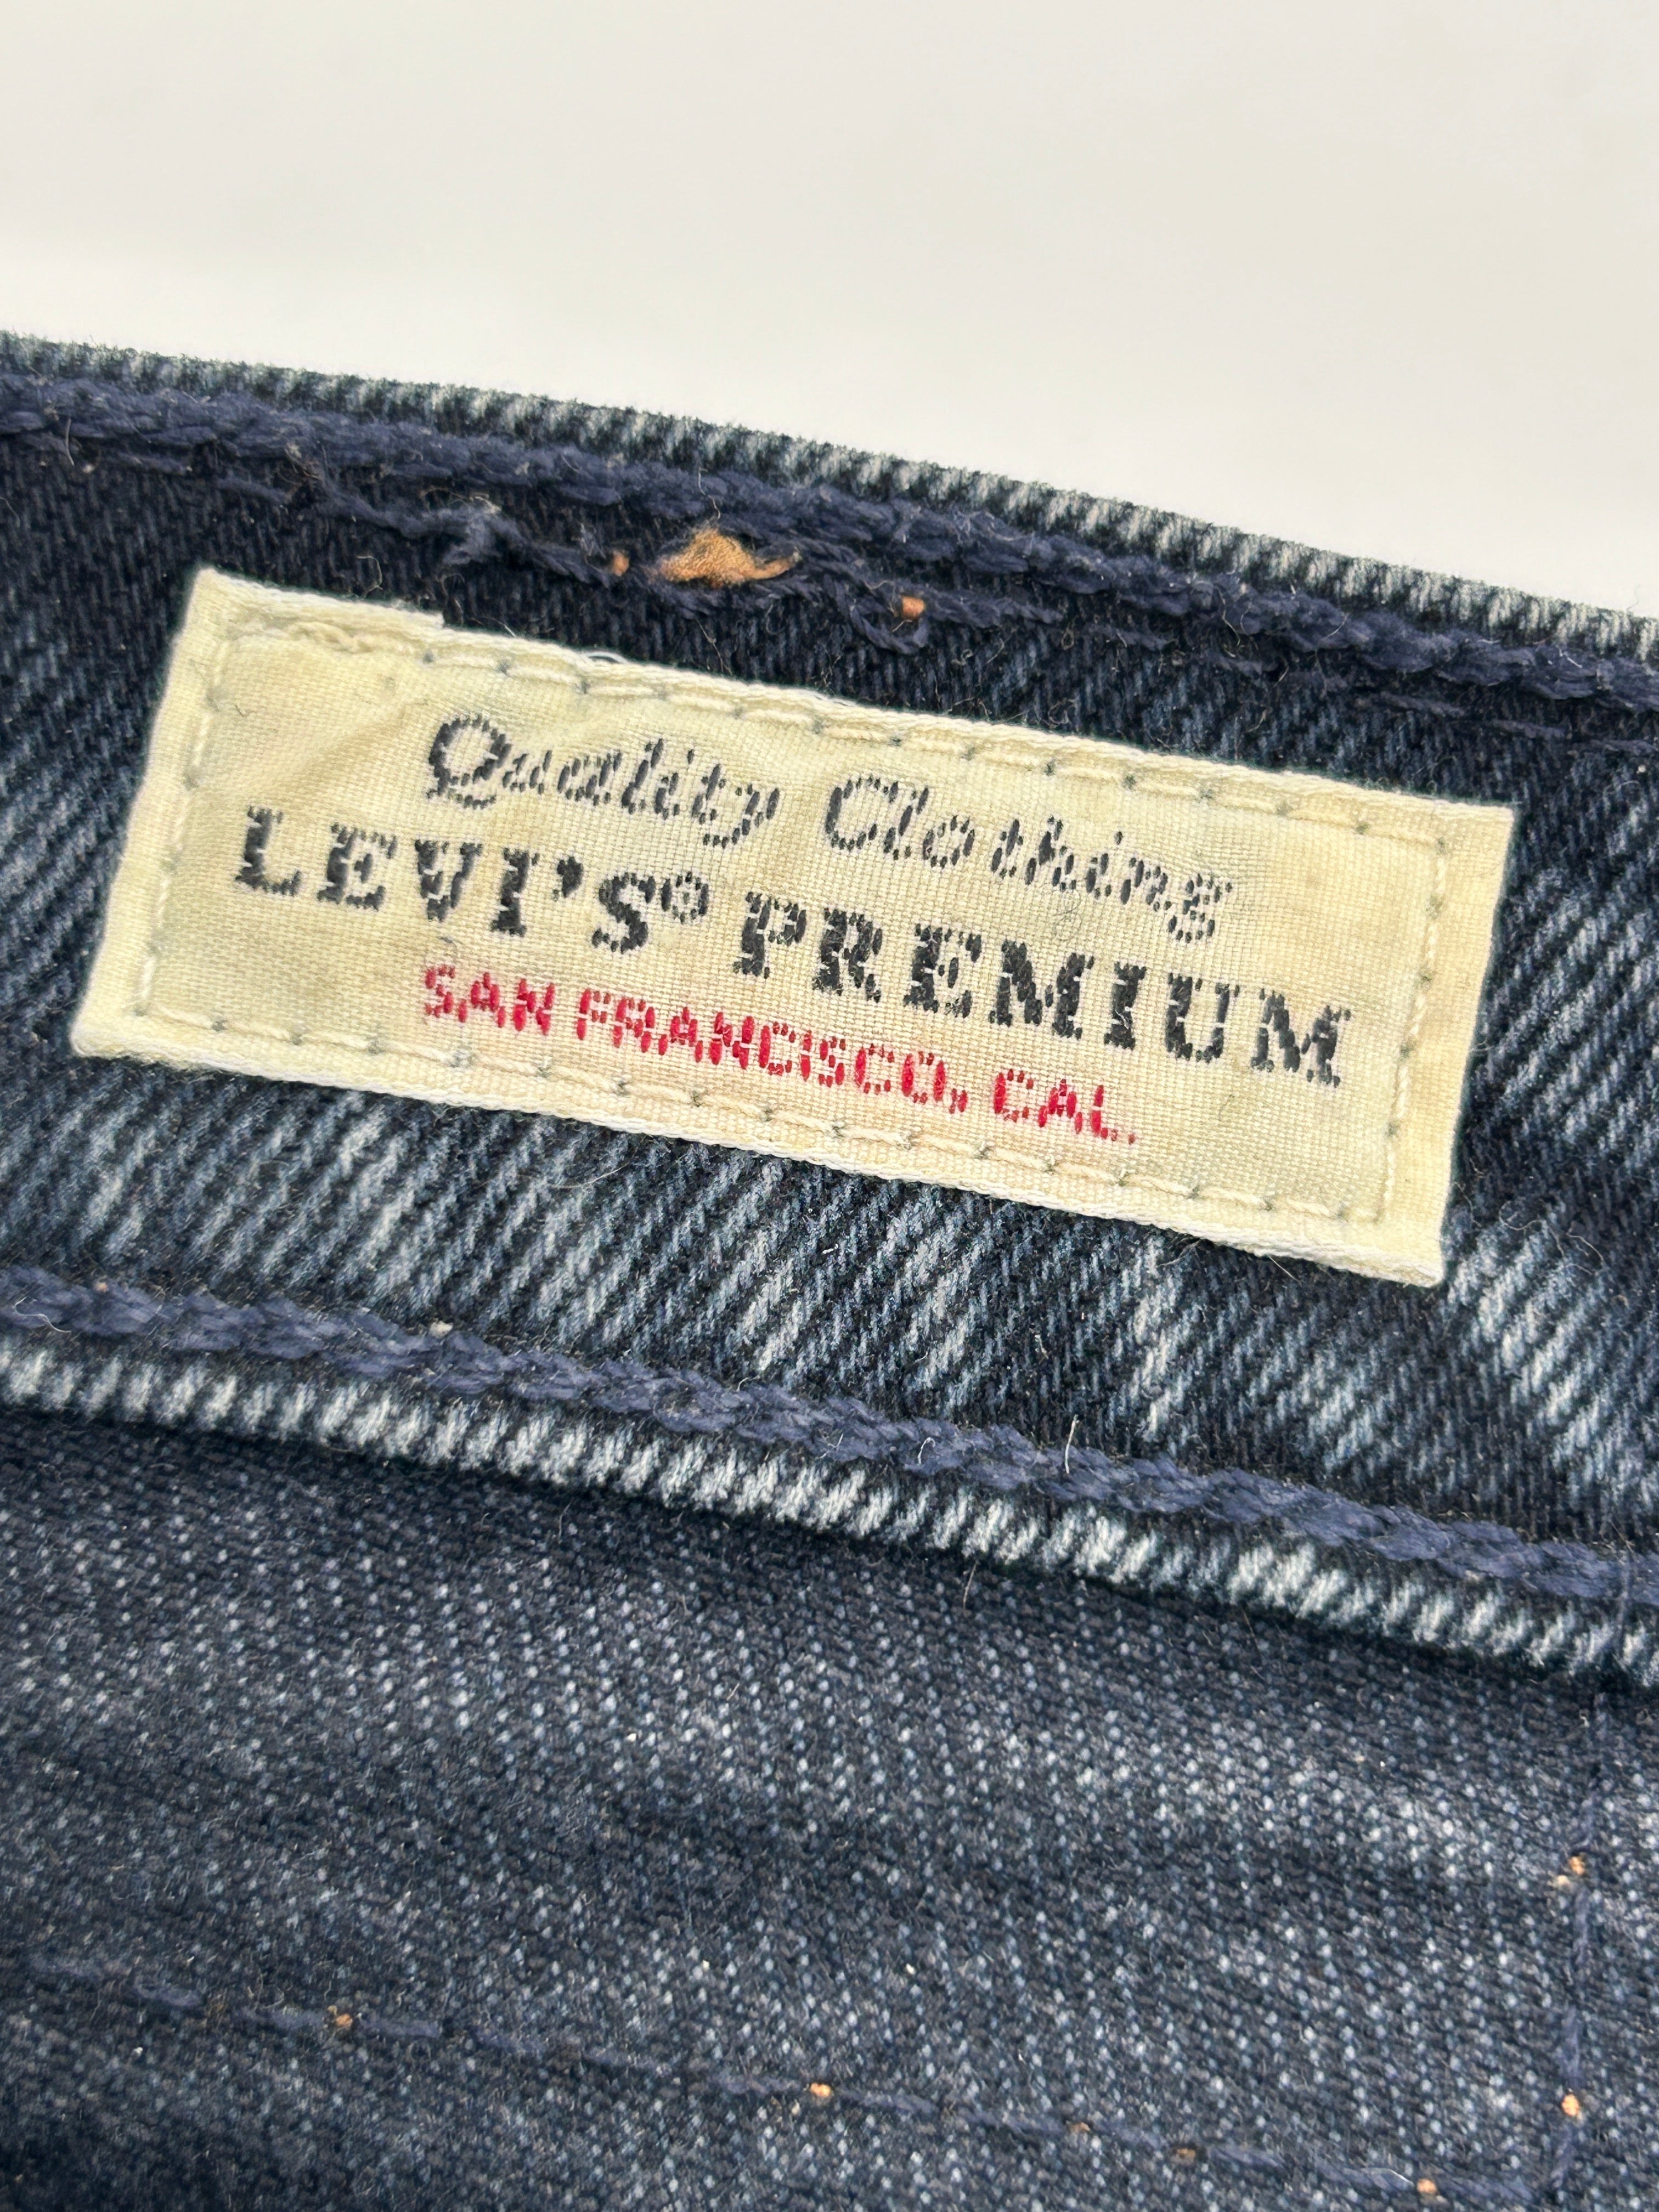 Quality Clothing
LEVI'S® PREMIUM
SAN FRANCISCO, CAL.